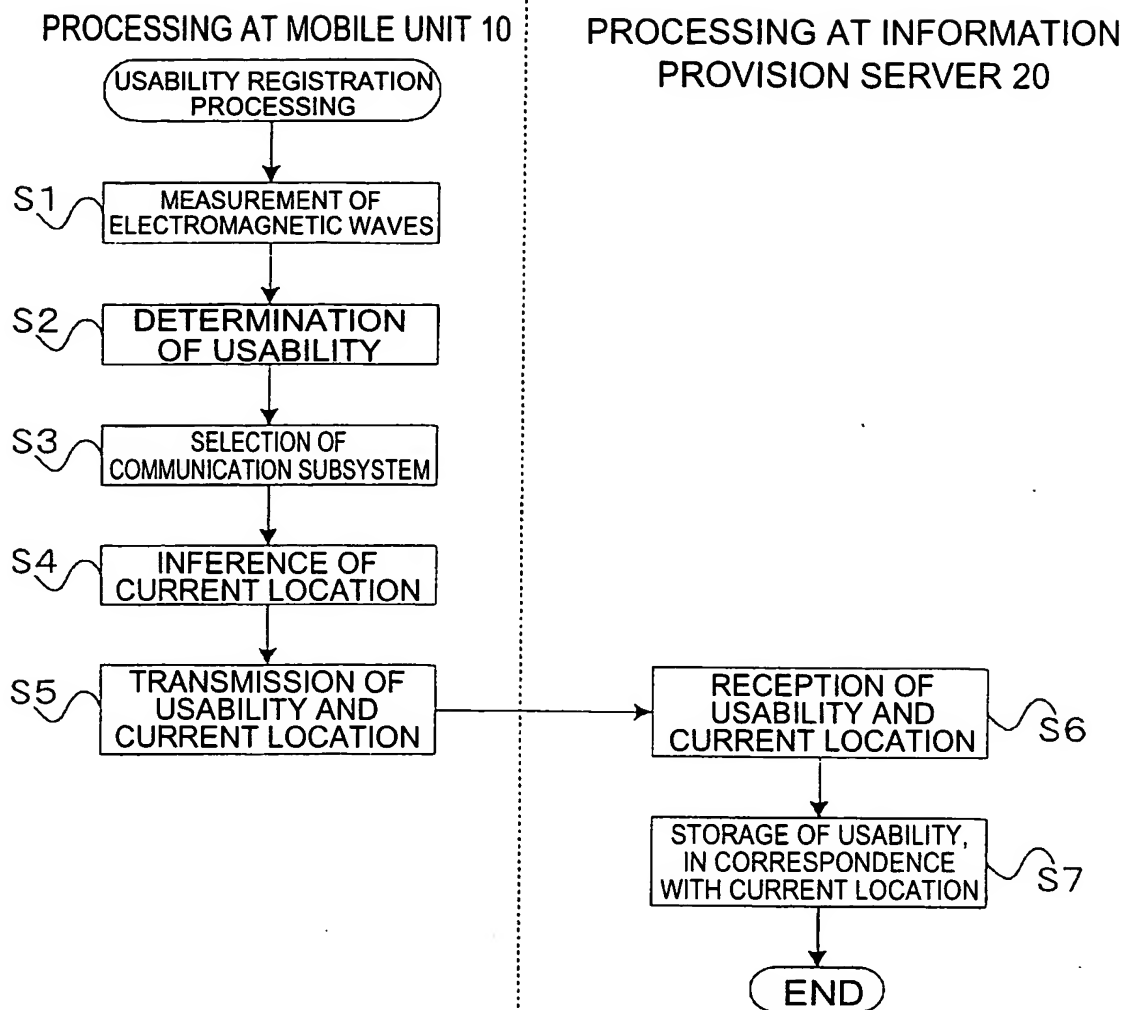 PROCESSING AT MOBILE UNIT 10
PROCESSING AT INFORMATION
PROVISION SERVER 20
USABILITY REGISTRATION
PROCESSING
S1
MEASUREMENT OF
ELECTROMAGNETIC WAVES
S2
DETERMINATION
OF USABILITY
S3
SELECTION OF
COMMUNICATION SUBSYSTEM
S4
INFERENCE OF
CURRENT LOCATION
S5
TRANSMISSION OF
USABILITY AND
CURRENT LOCATION
RECEPTION OF
USABILITY AND
CURRENT LOCATION
S6
STORAGE OF USABILITY,
IN CORRESPONDENCE
WITH CURRENT LOCATION
S7
END